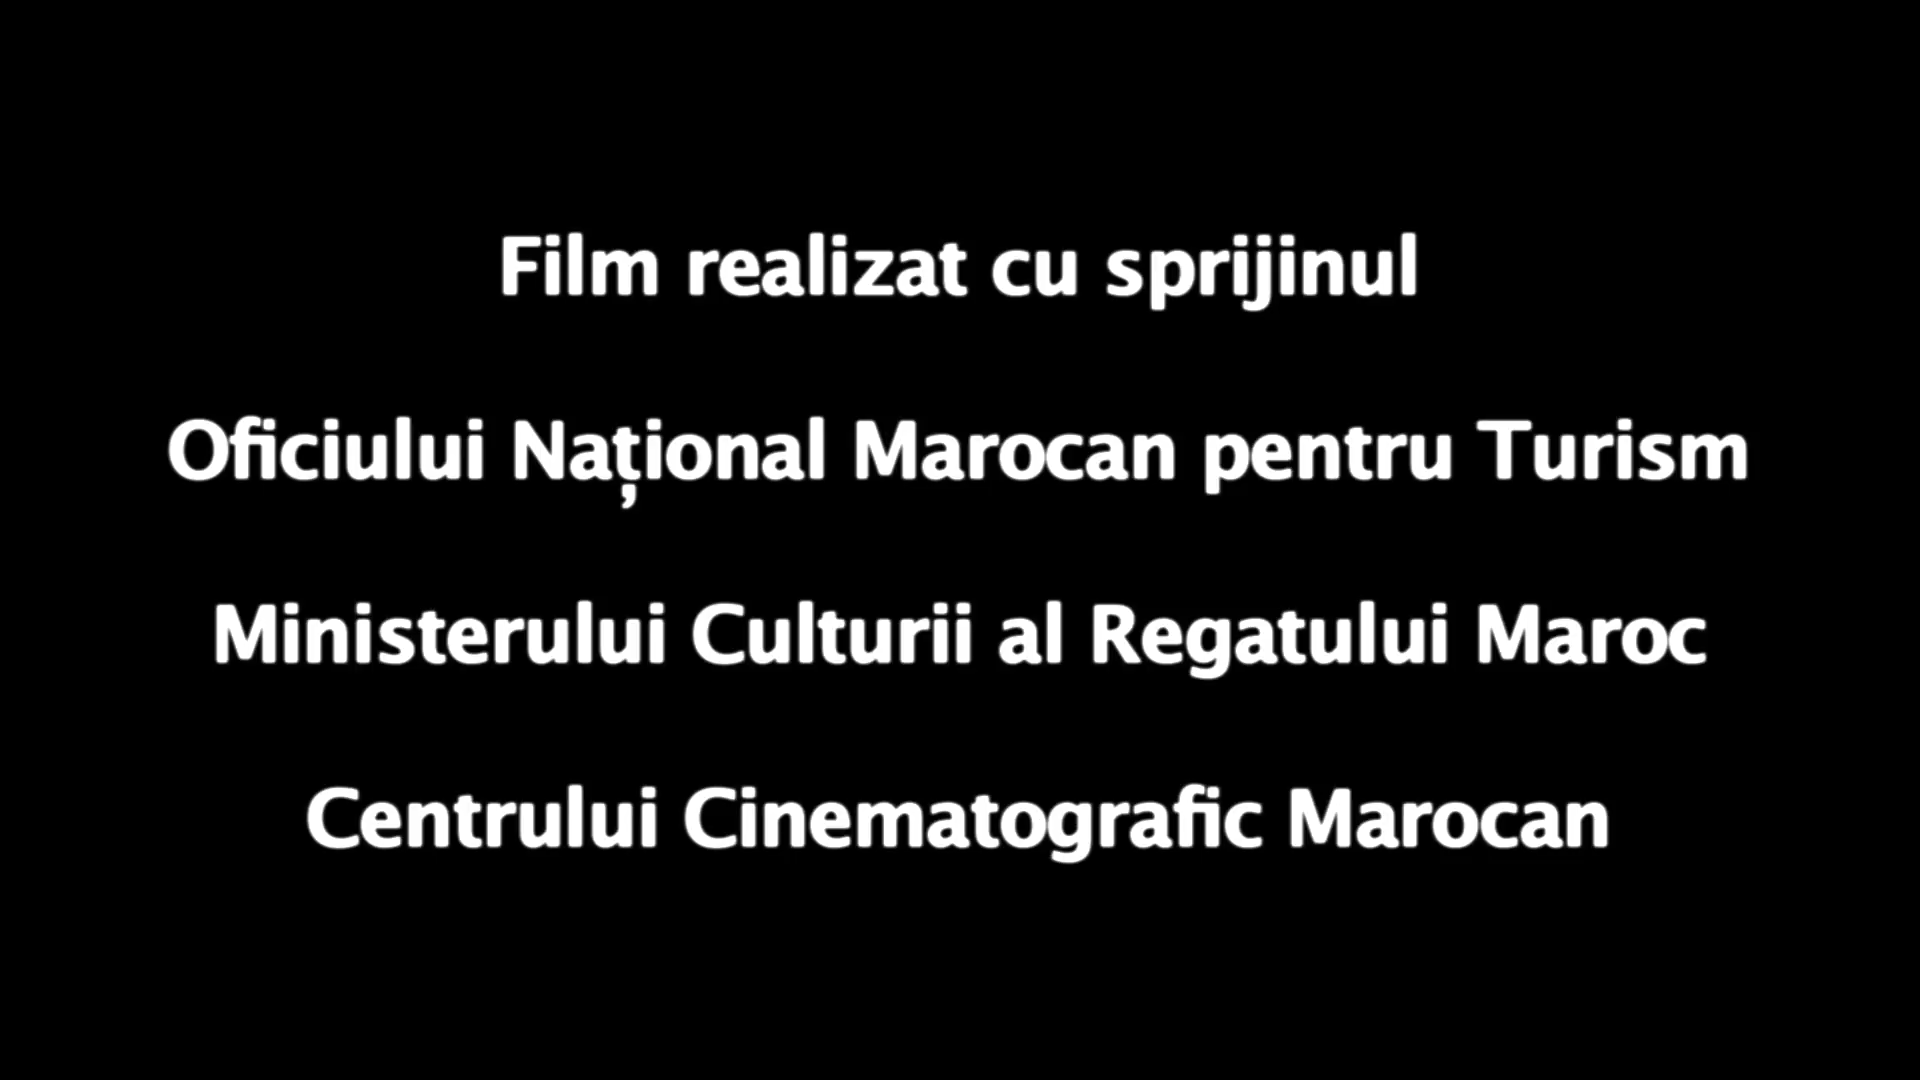 Film realizat cu sprijinul
Oficiului Național Marocan pentru Turism
Ministerului Culturii al Regatului Maroc
Centrului Cinematografic Marocan